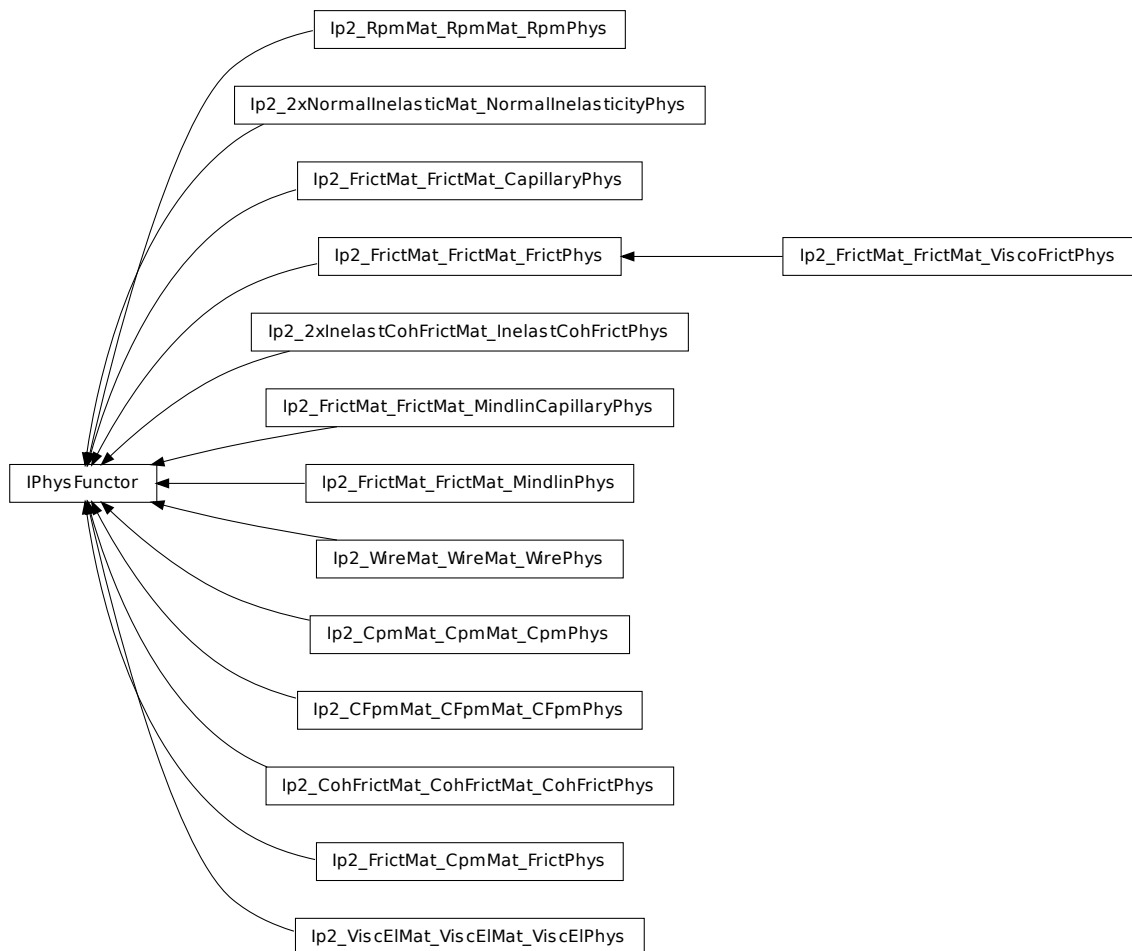 Ip2_RpmMat_RpmMat_RpmPhys
Ip2_2xNormalInelasticMat_NormalInelasticityPhys
Ip2_FrictMat_FrictMat_CapillaryPhys
Ip2_FrictMat_FrictMat_FrictPhys
Ip2_FrictMat_FrictMat_ViscoFrictPhys
Ip2_2xInelastCohFrictMat_InelastCohFrictPhys
Ip2_FrictMat_FrictMat_MindlinCapillaryPhys
IPhysFunctor
Ip2_FrictMat_FrictMat_MindlinPhys
Ip2_WireMat_WireMat_WirePhys
Ip2_CpmMat_CpmMat_CpmPhys
Ip2_CFpmMat_CFpmMat_CFpmPhys
Ip2_CohFrictMat_CohFrictMat_CohFrictPhys
Ip2_FrictMat_CpmMat_FrictPhys
Ip2_ViscElMat_ViscElMat_ViscElPhys